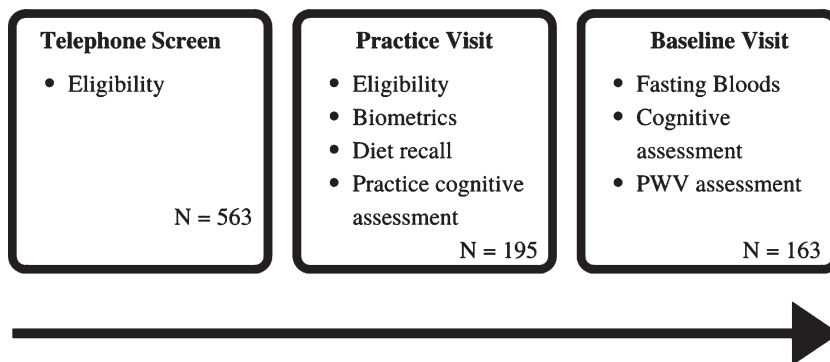 Telephone Screen
• Eligibility
N = 563
Practice Visit
• Eligibility
• Biometrics
• Diet recall
• Practice cognitive
assessment
N = 195
Baseline Visit
• Fasting Bloods
• Cognitive
assessment
• PWV assessment
N = 163